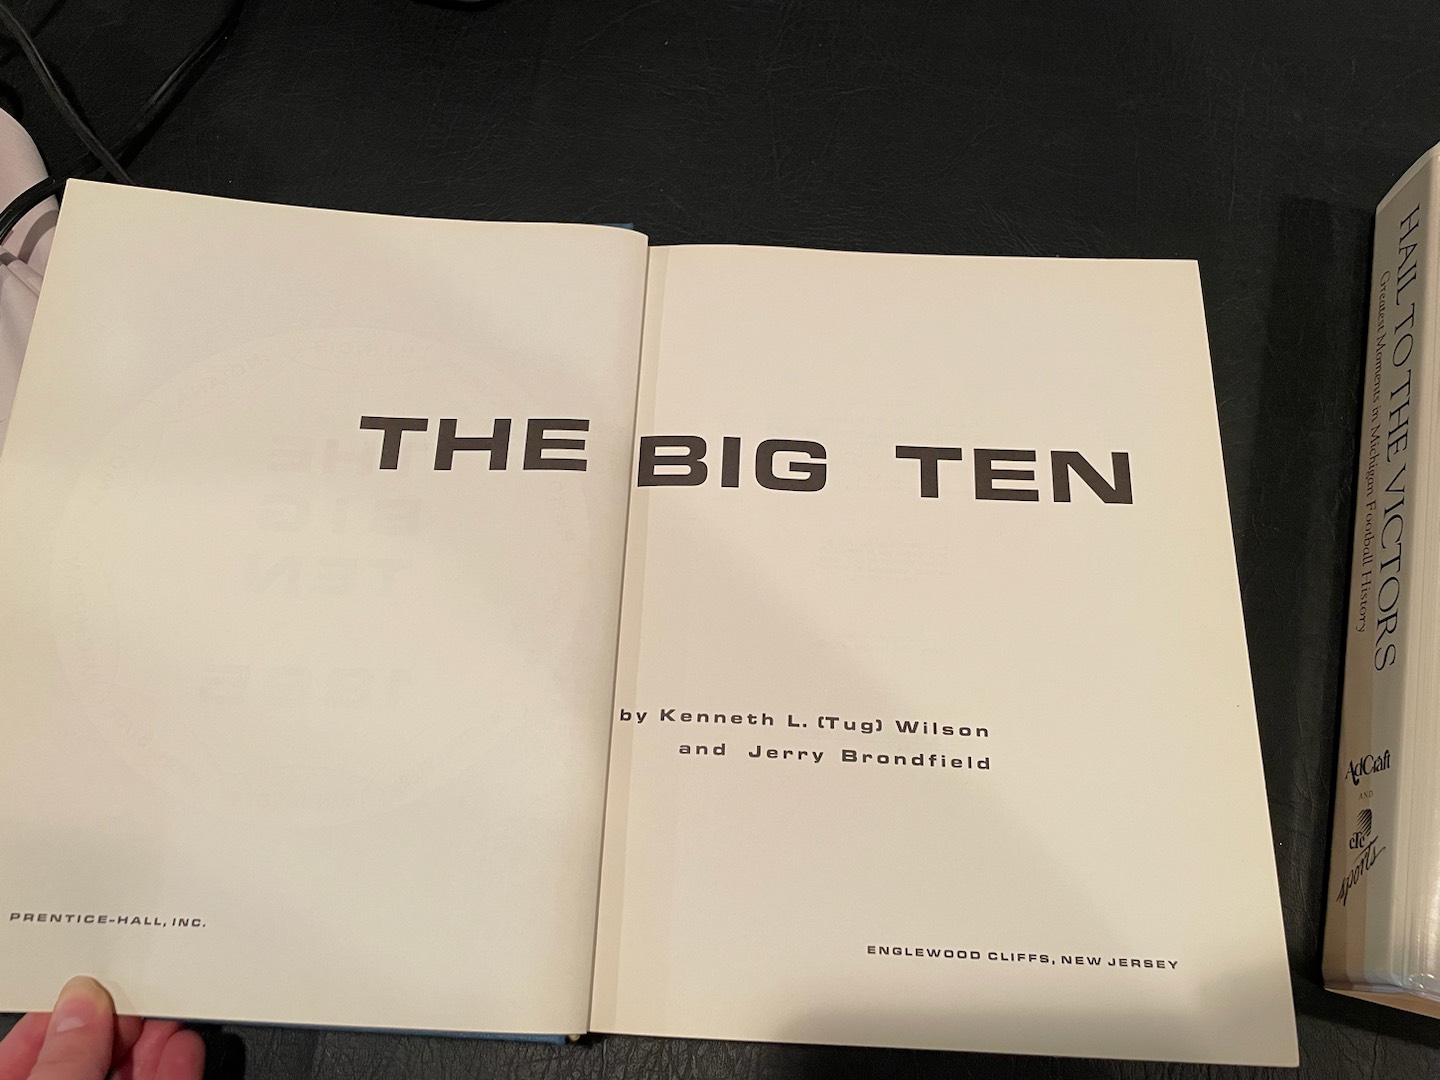 THE BIG TEN
by Kenneth L. (Tug) Wilson
and Jerry Brondfield
PRENTICE-HALL, INC.
ENGLEWOOD CLIFFS, NEW JERSEY
HAIL TO THE VICTORS
Greatest Moments in Michigan Football History
AdCraft
AND
CTC
Sports